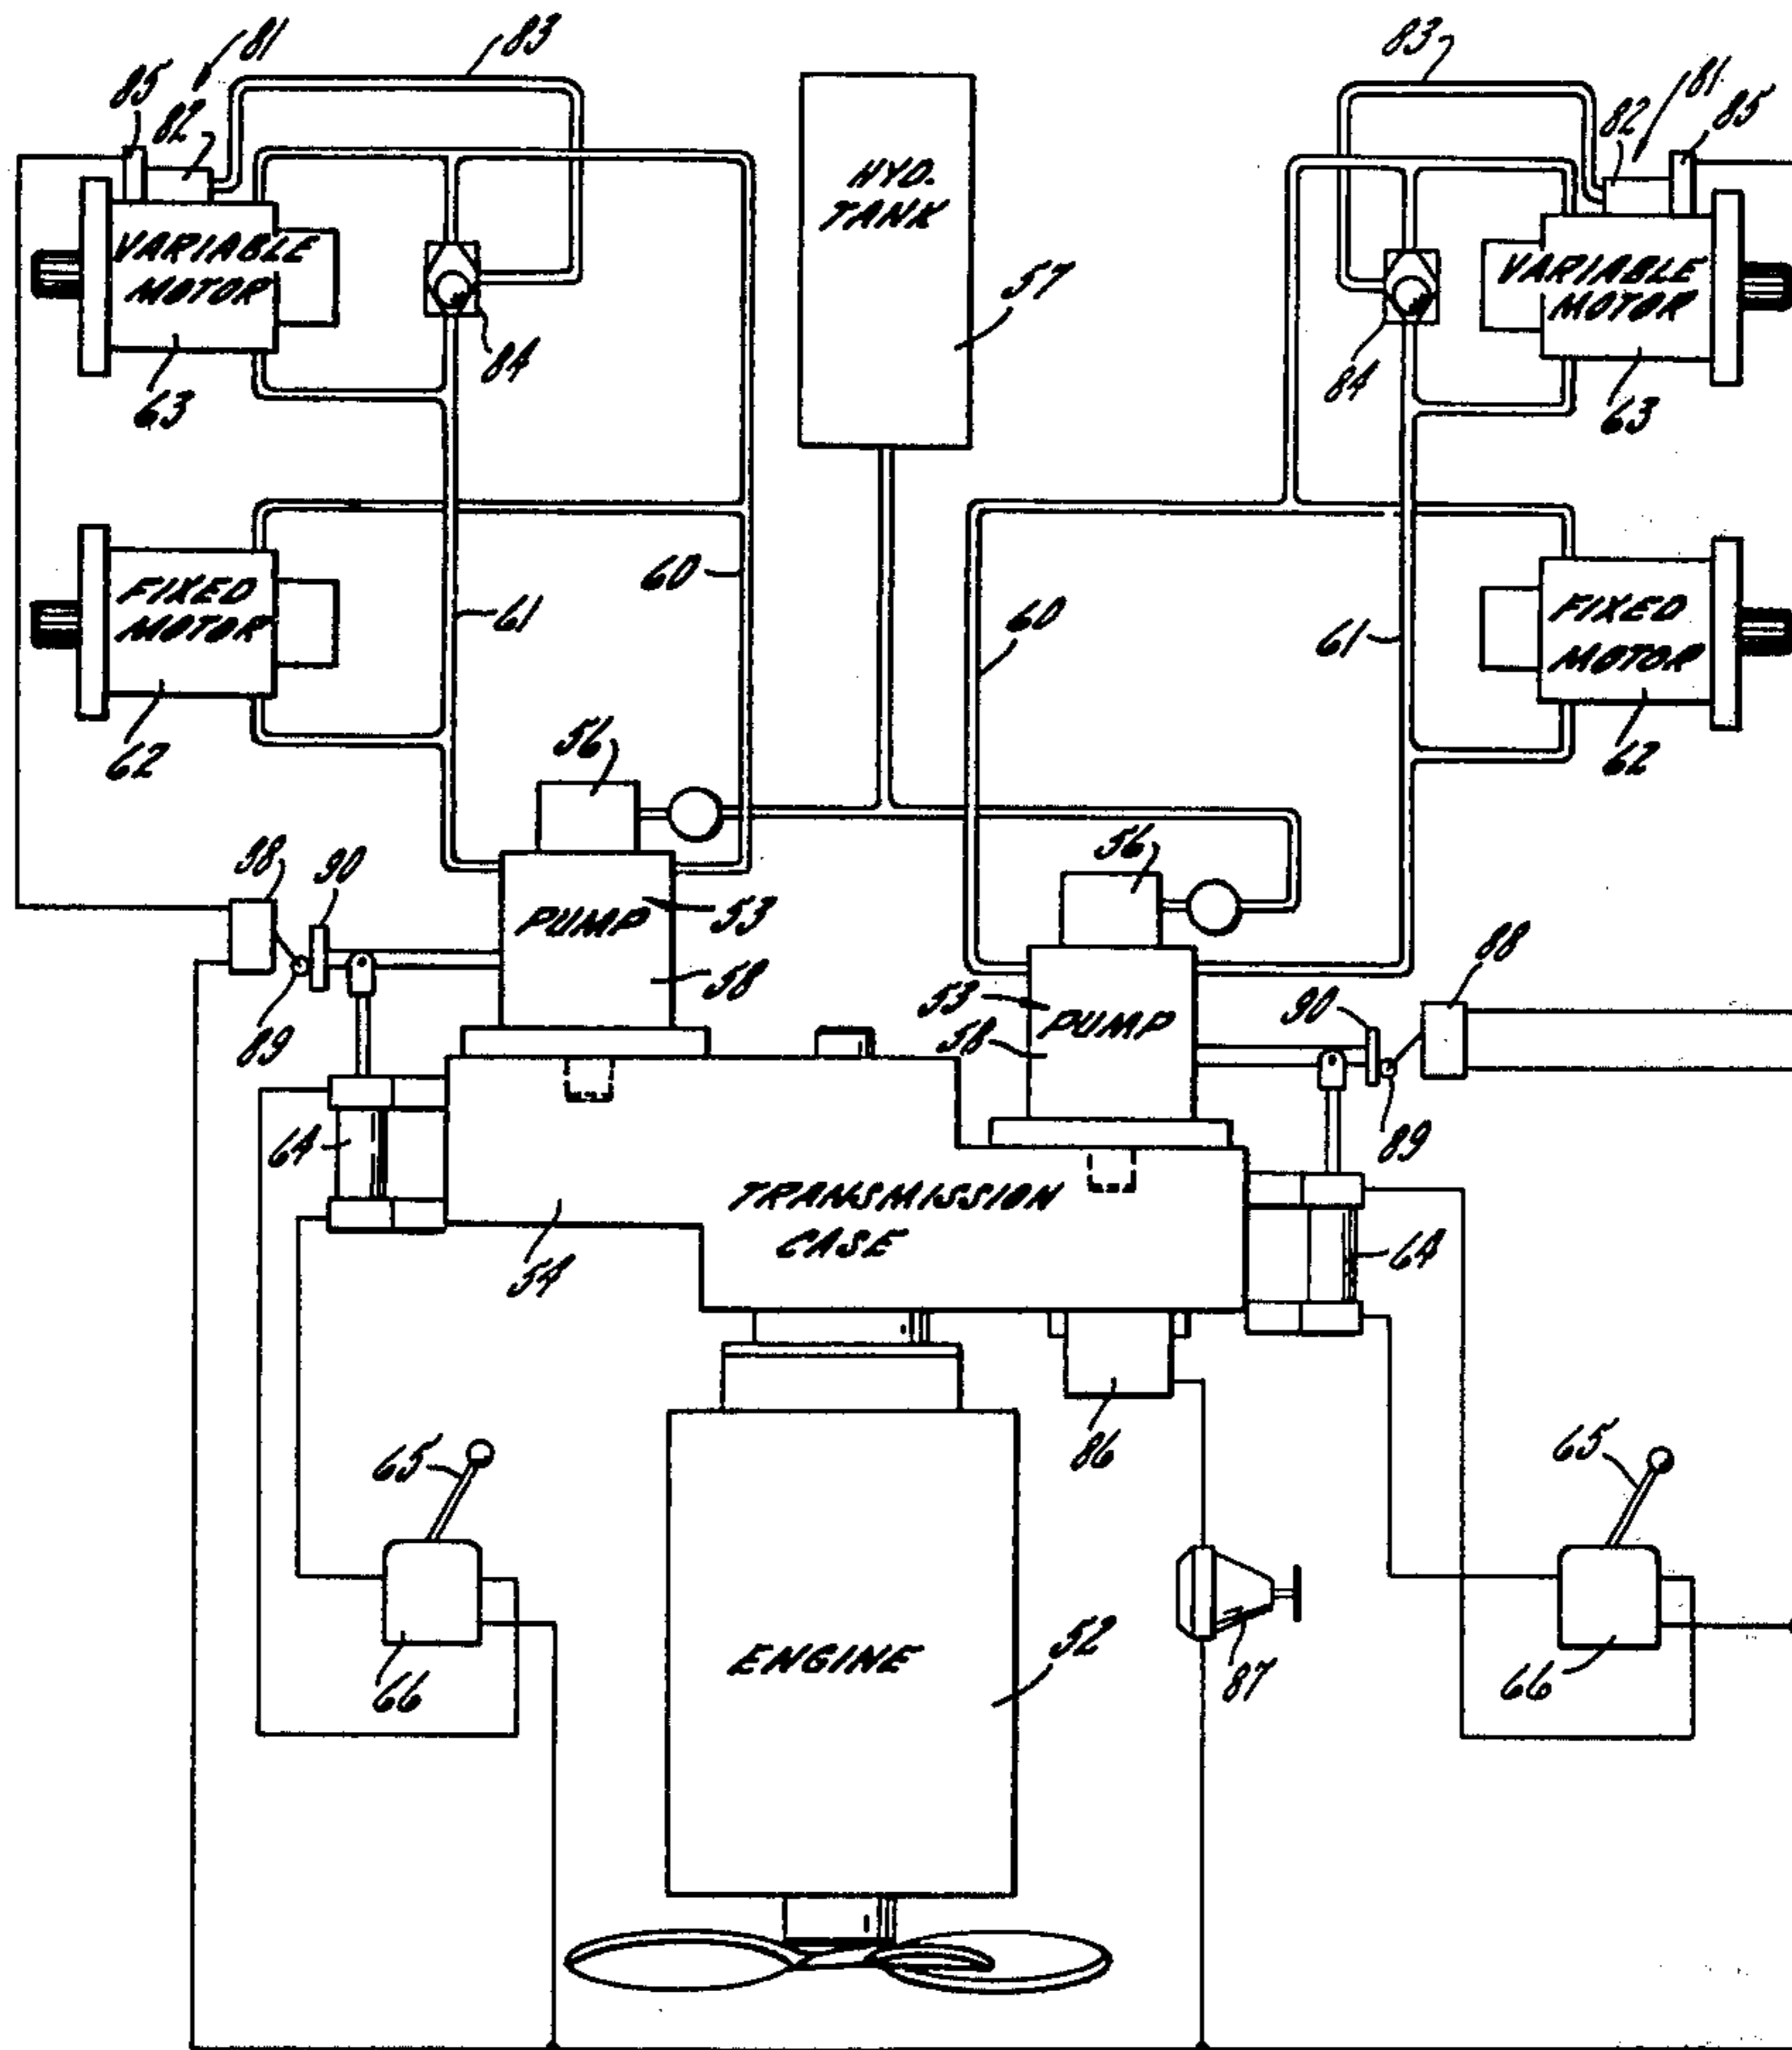 81
83
83
81
85
82
82
85
HYD.
TANK
VARIABLE
MOTOR
57
VARIABLE
MOTOR
84
84
63
63
FIXED
MOTOR
60
61
60
61
FIXED
MOTOR
62
56
62
98
90
56
PUMP
53
88
58
53
PUMP
90
89
58
64
89
TRANSMISSION
CASE
64
54
65
86
65
ENGINE
52
66
87
66